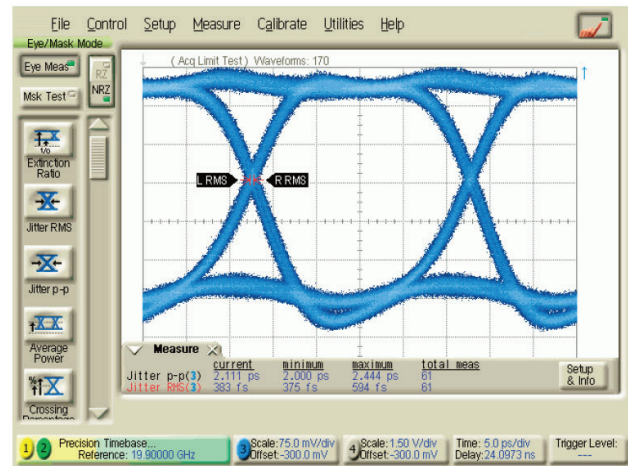 File Control Setup Measure Calibrate Utilities Help
Eye/Mask Mode
Eye Meas
RZ
NRZ
Msk Test
(Acq Limit Test) Waveforms: 170
1/0
Extinction
Ratio
Jitter RMS
Jitter p-p
Average
Power
%
Crossing
L RMS
R RMS
Measure
current minimum maximum total meas
Jitter p-p(3) 2.111 ps 2.000 ps 2.444 ps 61
Jitter RMS(3) 383 fs 375 fs 594 fs 61
Setup
& Info
1 2 Precision Timebase...
Reference: 19.90000 GHz
3 Scale:75.0 mV/div
Offset:-300.0 mV
4 Scale:1.50 V/div
Offset:-300.0 mV
Time: 5.0 ps/div
Delay:24.0973 ns
Trigger Level:
---